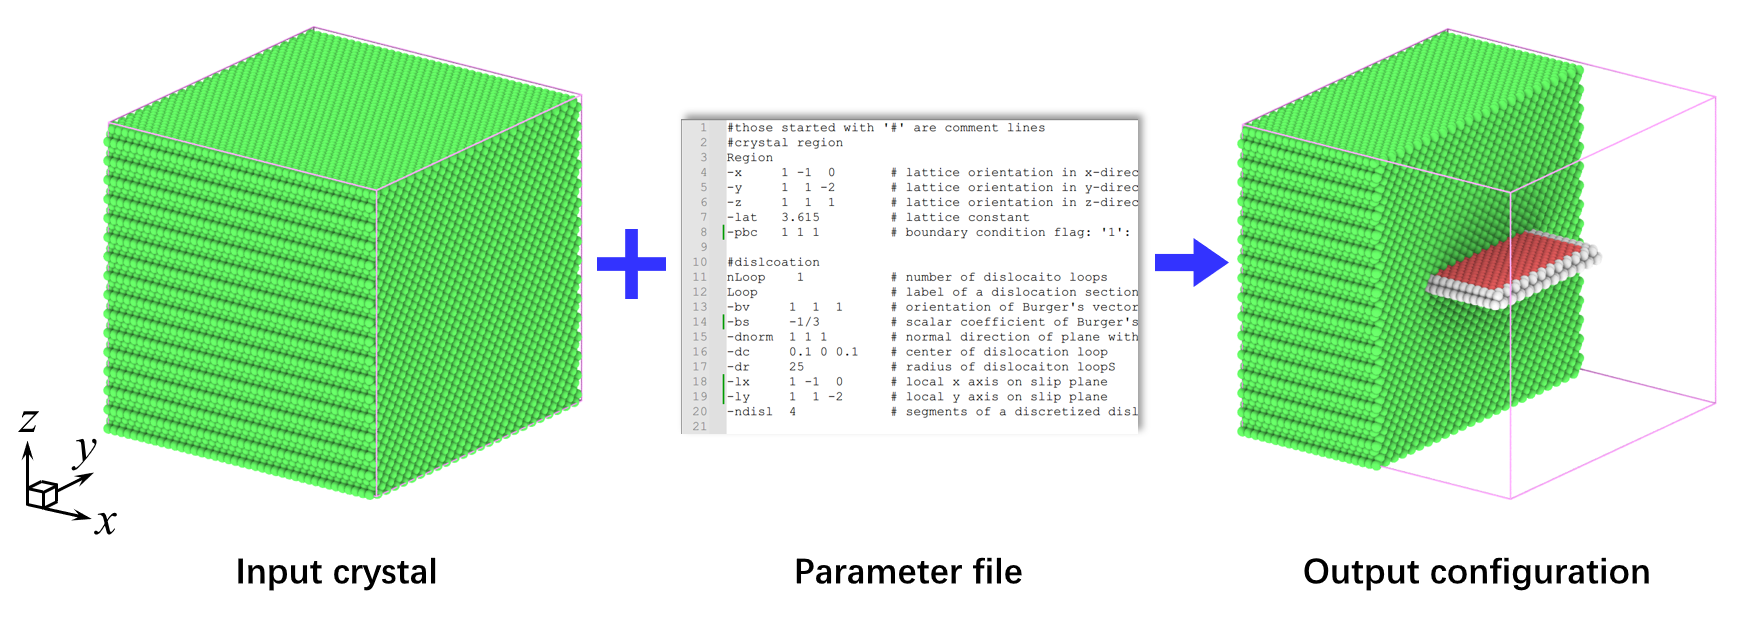 1 #those started with '#' are comment lines
2 #crystal region
3 Region
4 -x 1 -1 0 # lattice orientation in x-direc
5 -y 1 1 -2 # lattice orientation in y-direc
6 -z 1 1 1 # lattice orientation in z-direc
7 -lat 3.615 # lattice constant
8 -pbc 1 1 1 # boundary condition flag: '1':
9
10 #dislcoation
11 nLoop 1 # number of dislocaito loops
12 Loop # label of a dislocation section
13 -bv 1 1 1 # orientation of Burger's vector
14 -bs -1/3 # scalar coefficient of Burger's
15 -dnorm 1 1 1 # normal direction of plane with
16 -dc 0.1 0 0.1 # center of dislocation loop
17 -dr 25 # radius of dislocaiton loopS
18 -lx 1 -1 0 # local x axis on slip plane
19 -ly 1 1 -2 # local y axis on slip plane
20 -ndisl 4 # segments of a discretized disl
21
z
y
x
Input crystal
Parameter file
Output configuration